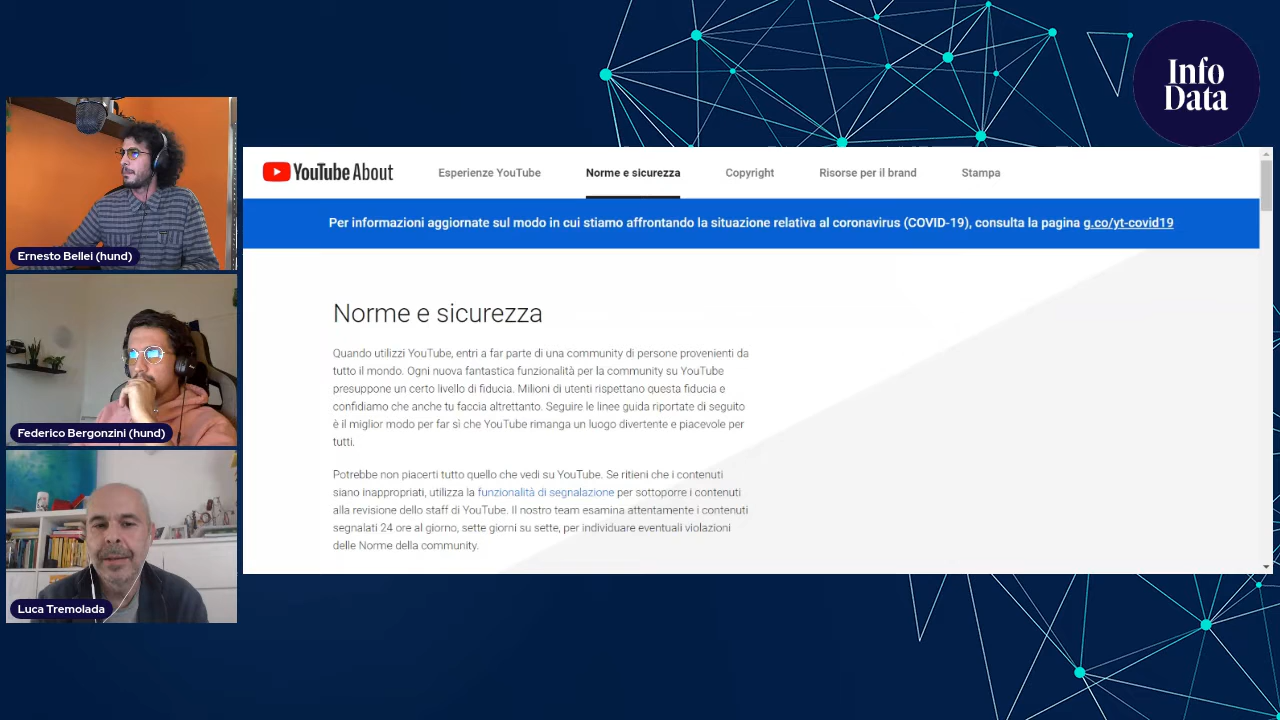 Info
Data
Ernesto Bellei (hund)
Federico Bergonzini (hund)
Luca Tremolada
YouTube About
Esperienze YouTube
Norme e sicurezza
Copyright
Risorse per il brand
Stampa
Per informazioni aggiornate sul modo in cui stiamo affrontando la situazione relativa al coronavirus (COVID-19), consulta la pagina g.co/yt-covid19
Norme e sicurezza
Quando utilizzi YouTube, entri a far parte di una community di persone provenienti da
tutto il mondo. Ogni nuova fantastica funzionalità per la community su YouTube
presuppone un certo livello di fiducia. Milioni di utenti rispettano questa fiducia e
confidiamo che anche tu faccia altrettanto. Seguire le linee guida riportate di seguito
è il miglior modo per far sì che YouTube rimanga un luogo divertente e piacevole per
tutti.
Potrebbe non piacerti tutto quello che vedi su YouTube. Se ritieni che i contenuti
siano inappropriati, utilizza la funzionalità di segnalazione per sottoporre i contenuti
alla revisione dello staff di YouTube. Il nostro team esamina attentamente i contenuti
segnalati 24 ore al giorno, sette giorni su sette, per individuare eventuali violazioni
delle Norme della community.